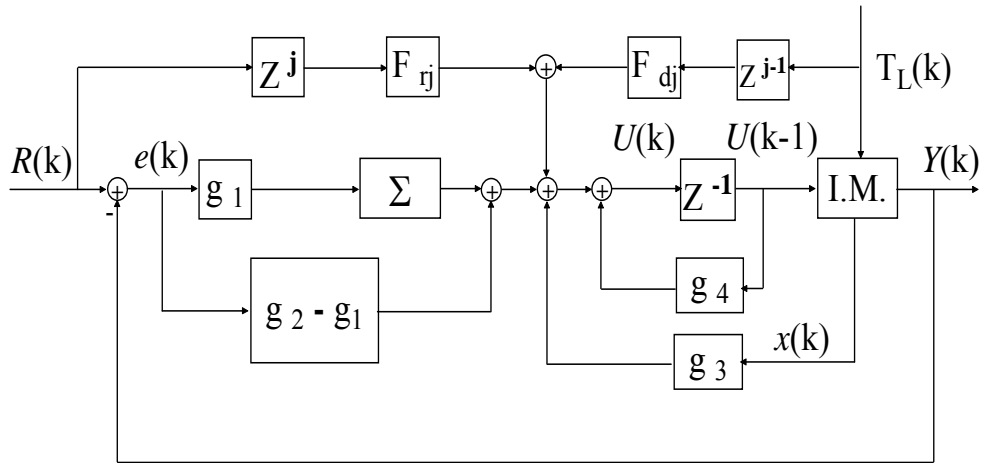 Z j
F rj
+
F dj
Z j-1
T L(k)
R(k)
e(k)
U(k)
U(k-1)
Y(k)
+
-
g 1
Σ
+
+
+
Z -1
I.M.
g 4
g 2 - g1
x(k)
g 3